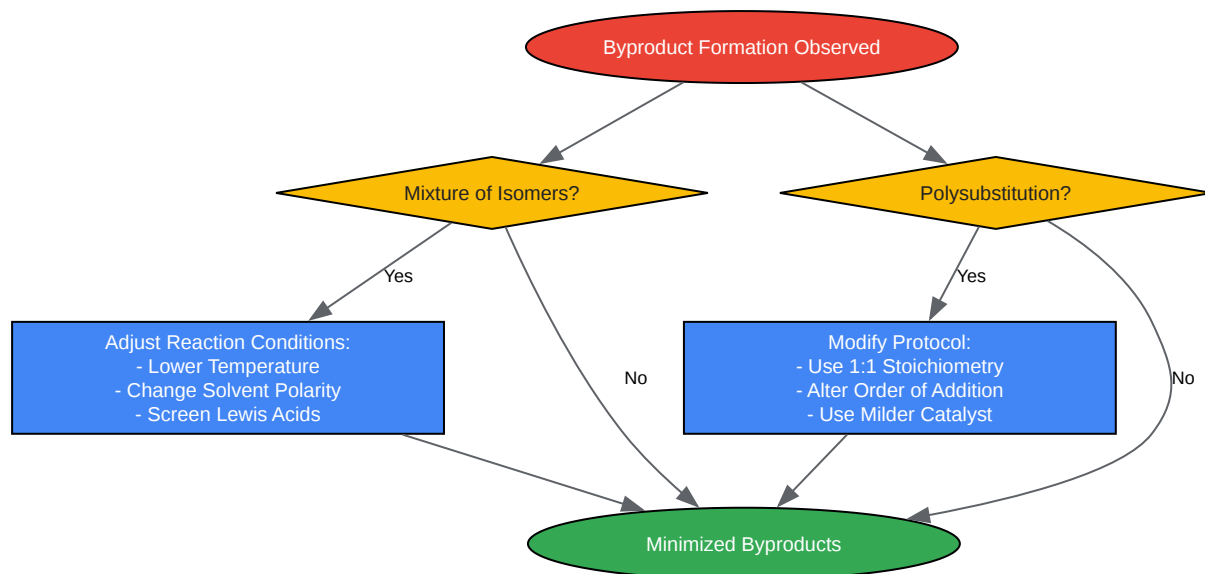 Byproduct Formation Observed
Mixture of Isomers?
Polysubstitution?
Yes
Yes
Adjust Reaction Conditions:
- Lower Temperature
- Change Solvent Polarity
- Screen Lewis Acids
No
Modify Protocol:
- Use 1:1 Stoichiometry
- Alter Order of Addition
- Use Milder Catalyst
No
Minimized Byproducts